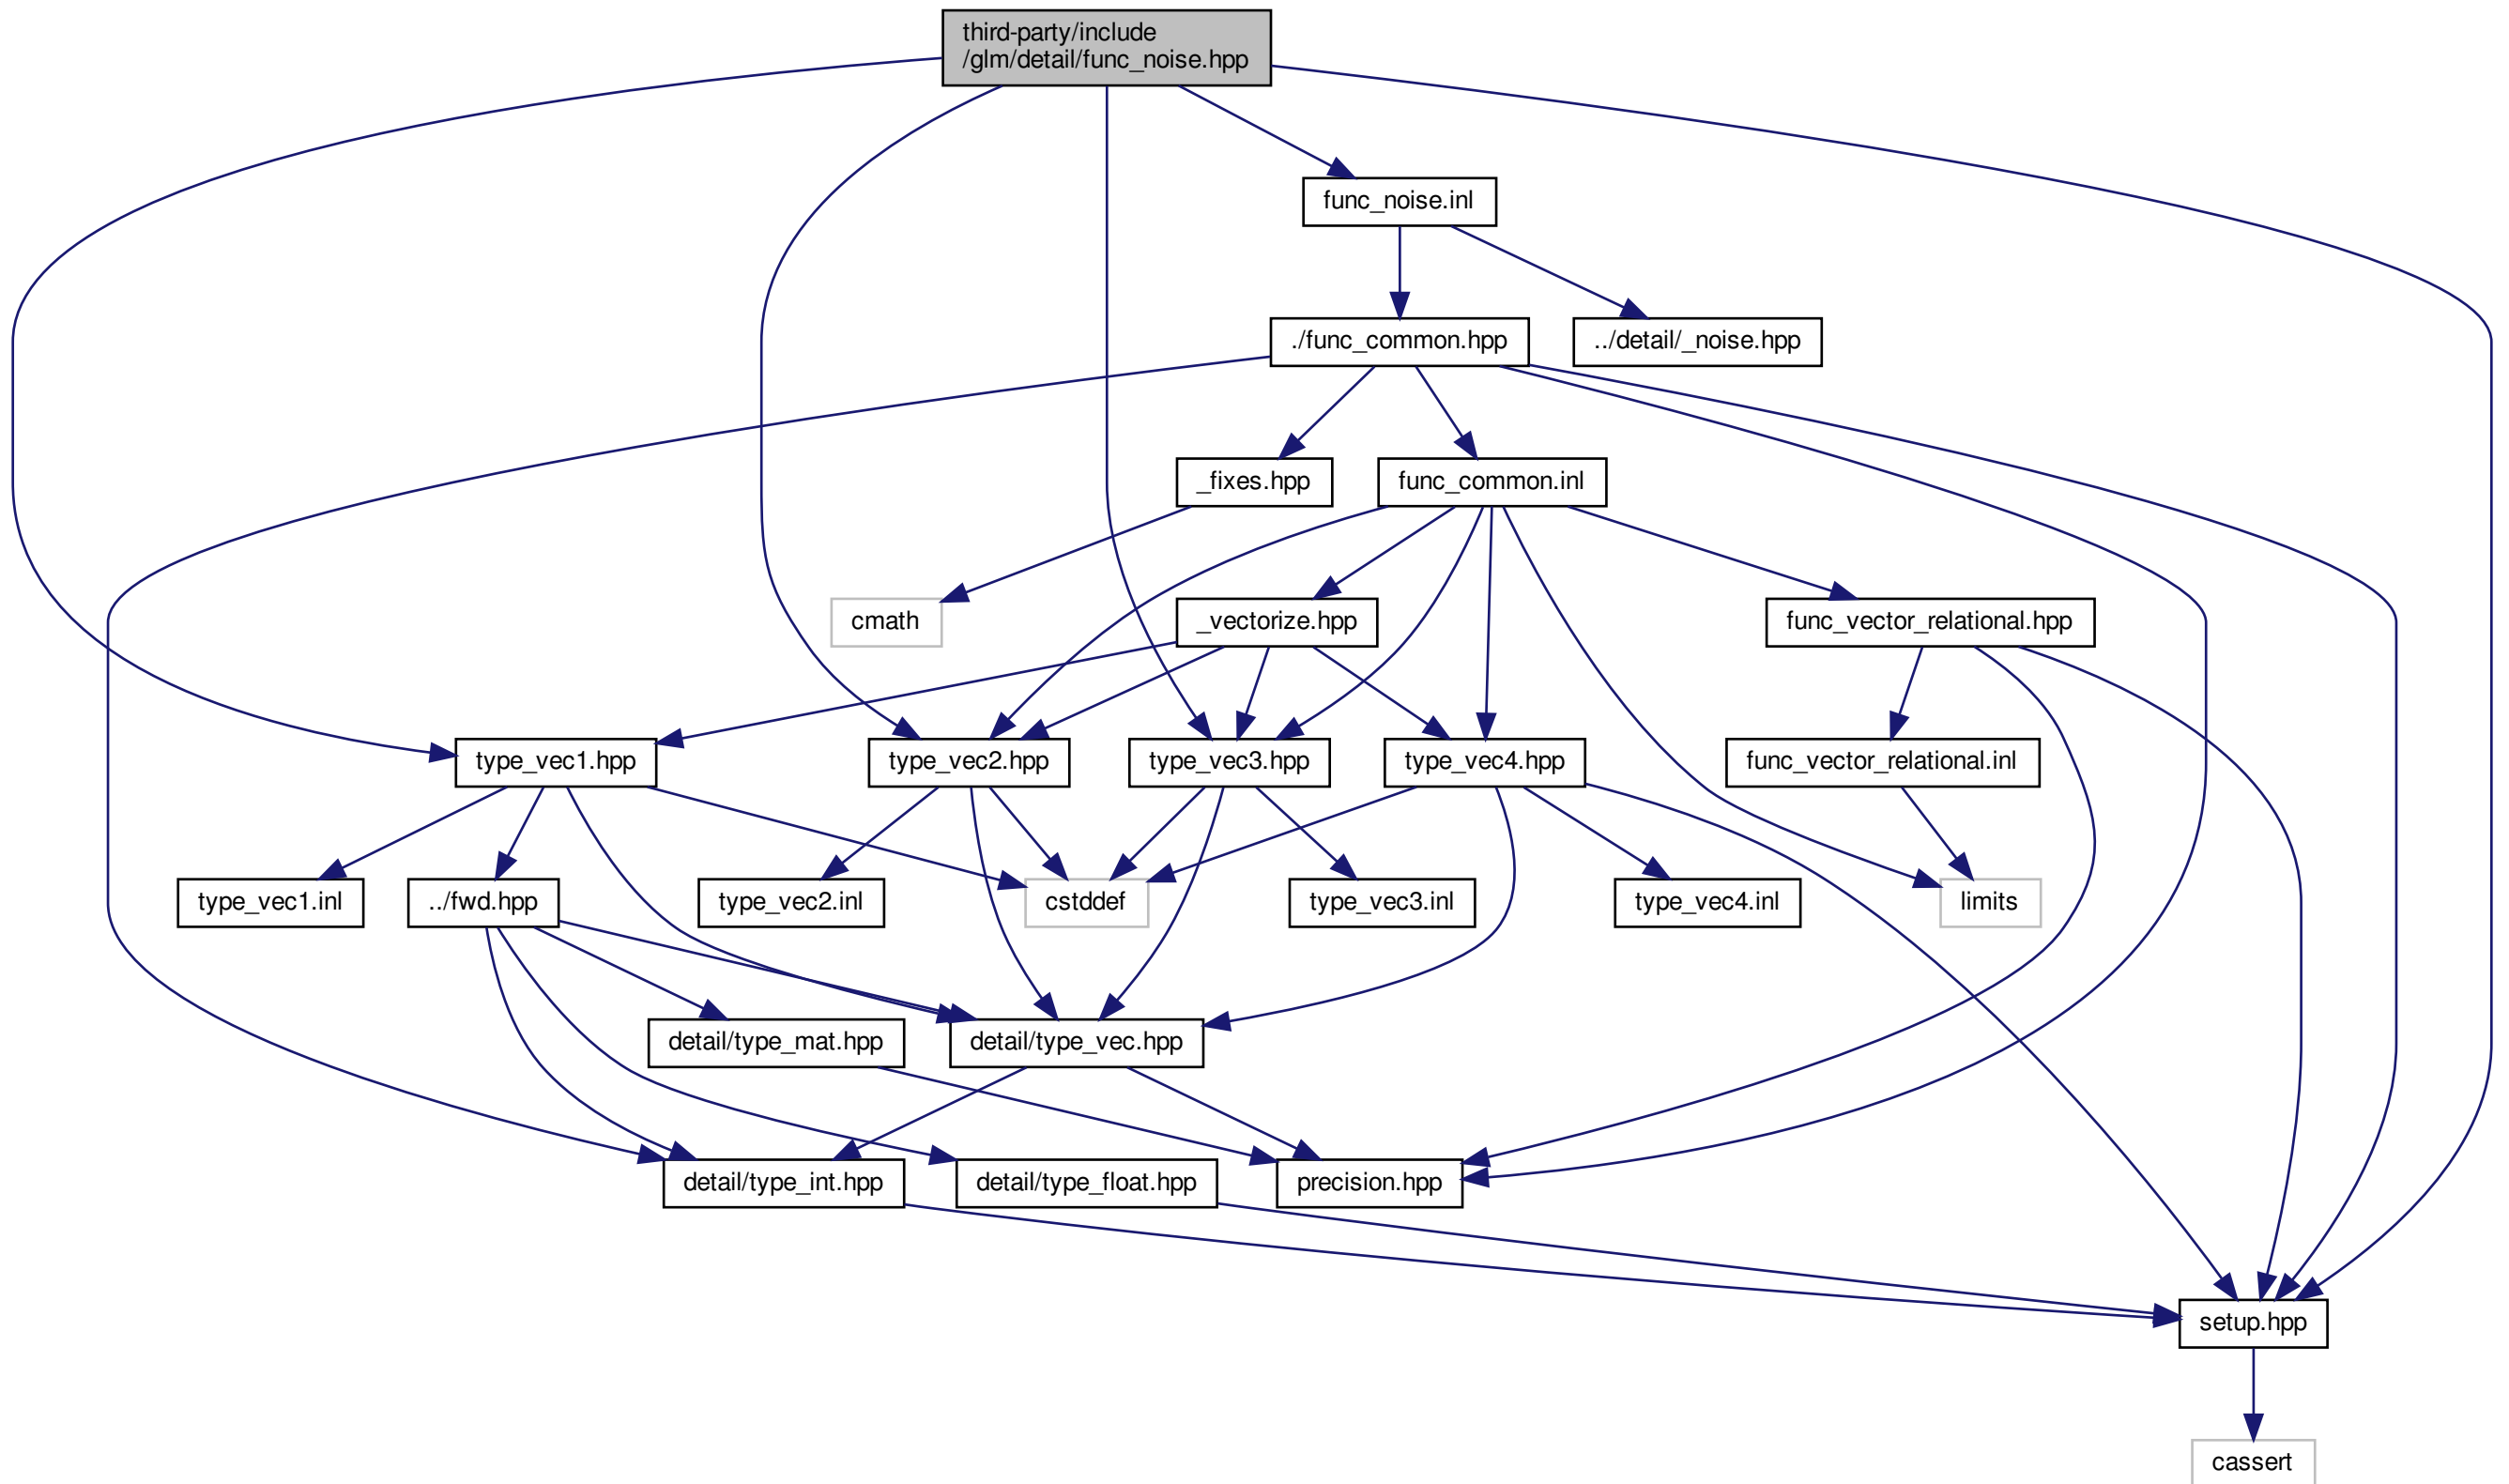 third-party/include
/glm/detail/func_noise.hpp
func_noise.inl
./func_common.hpp
../detail/_noise.hpp
_fixes.hpp
func_common.inl
cmath
_vectorize.hpp
func_vector_relational.hpp
type_vec1.hpp
type_vec2.hpp
type_vec3.hpp
type_vec4.hpp
func_vector_relational.inl
type_vec1.inl
../fwd.hpp
type_vec2.inl
cstddef
type_vec3.inl
type_vec4.inl
limits
detail/type_mat.hpp
detail/type_vec.hpp
detail/type_int.hpp
detail/type_float.hpp
precision.hpp
setup.hpp
cassert